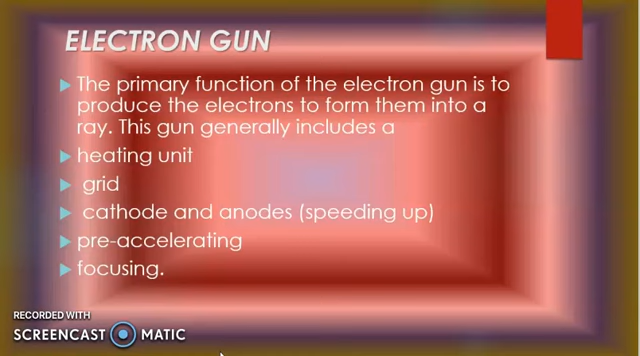 ELECTRON GUN
The primary function of the electron gun is to
produce the electrons to form them into a
ray. This gun generally includes a
heating unit
grid
cathode and anodes (speeding up)
pre-accelerating
focusing.
RECORDED WITH
SCREENCAST MATIC